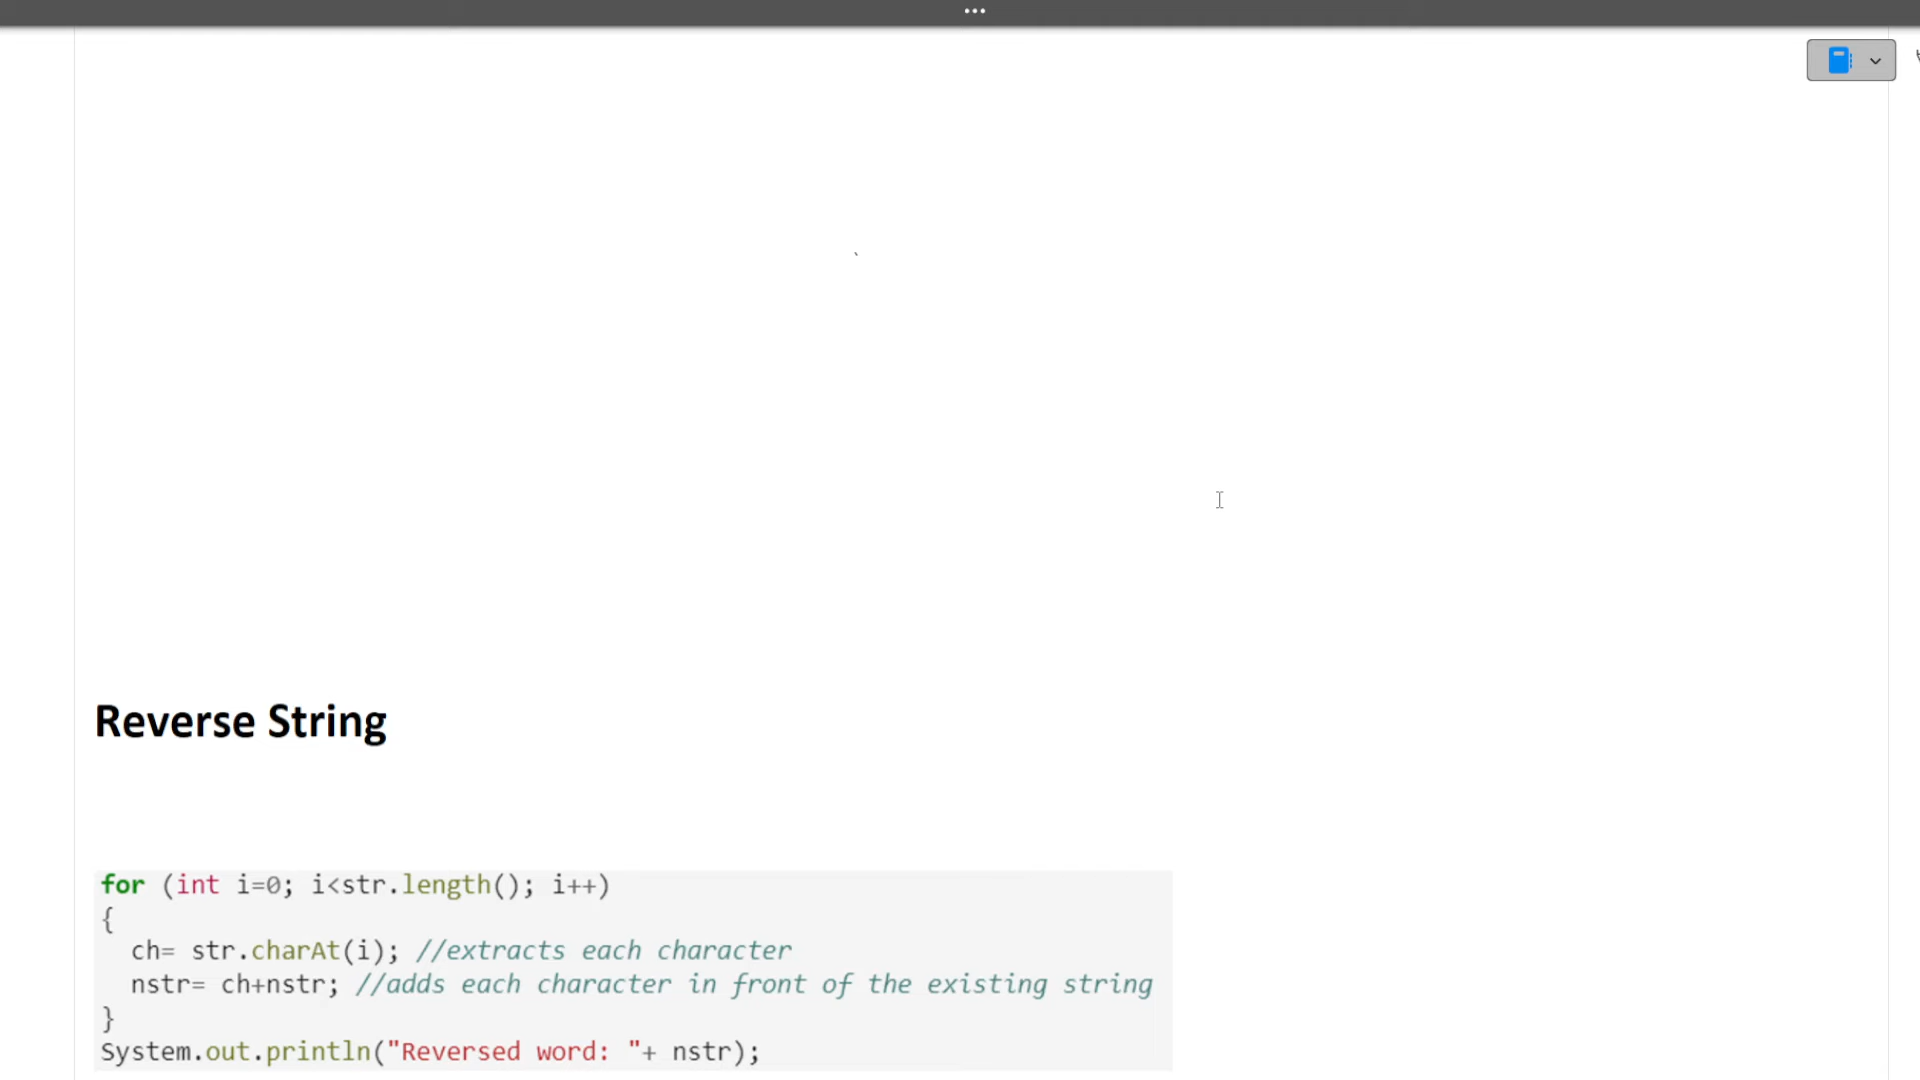 Reverse String
for (int i=0; i<str.length(); i++)
{
  ch= str.charAt(i); //extracts each character
  nstr= ch+nstr; //adds each character in front of the existing string
}
System.out.println("Reversed word: "+ nstr);